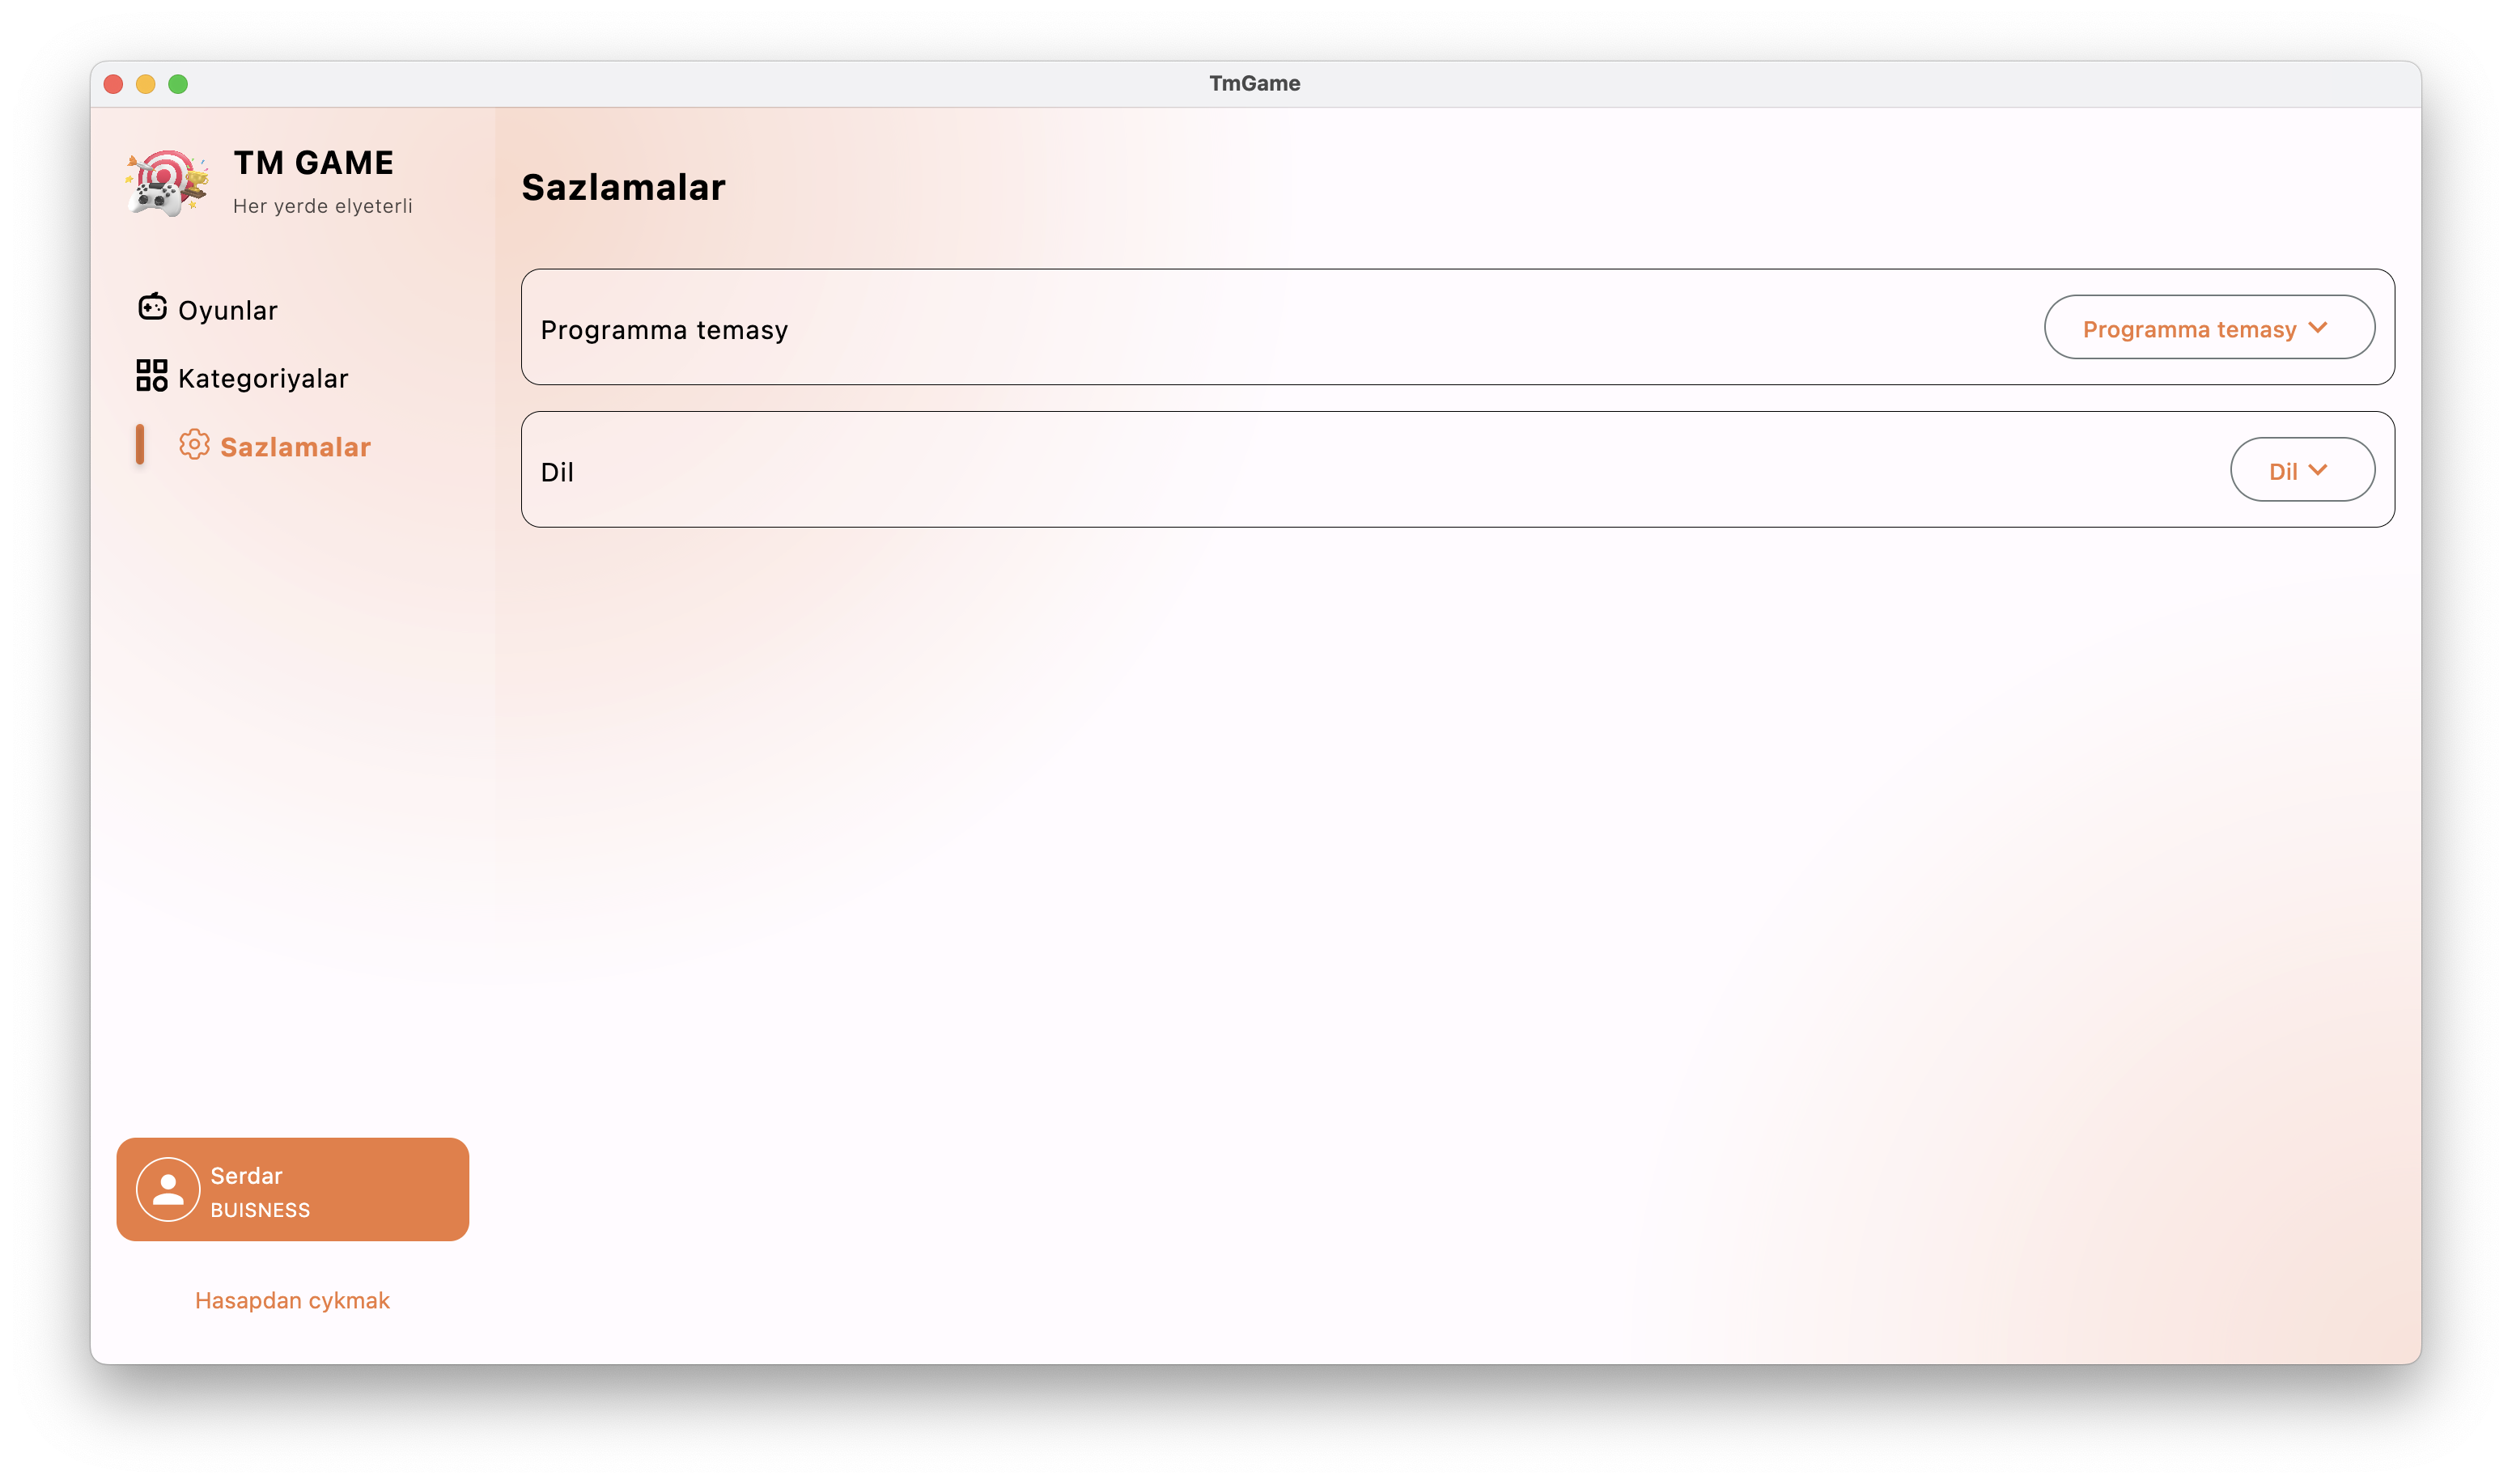 TmGame
TM GAME
Her yerde elyeterli
Oyunlar
Kategoriyalar
Sazlamalar
Serdar
BUISNESS
Hasapdan cykmak
Sazlamalar
Programma temasy
Programma temasy
Dil
Dil